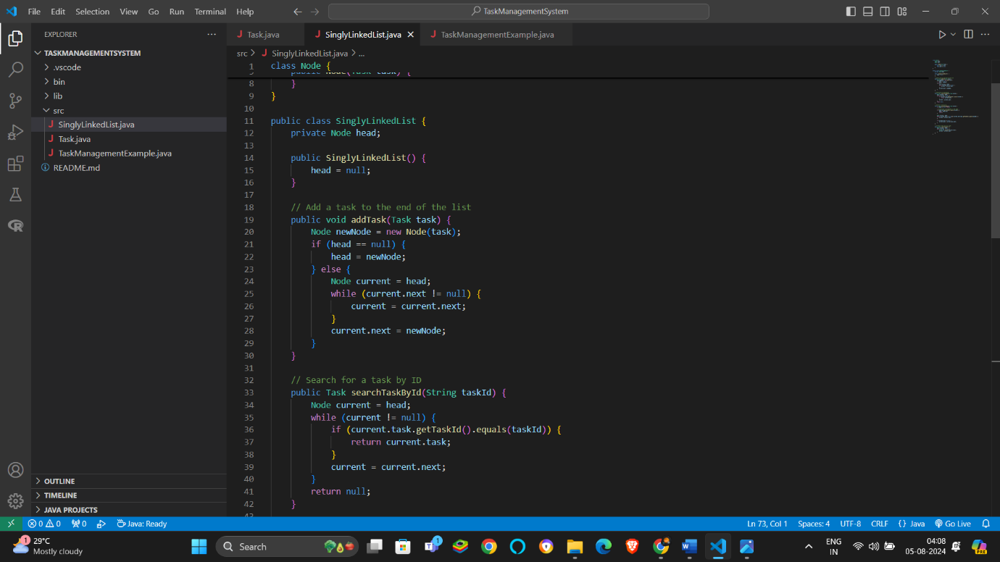 File Edit Selection View Go Run Terminal Help
TaskManagementSystem
EXPLORER
TASKMANAGEMENTSYSTEM
.vscode
bin
lib
src
SinglyLinkedList.java
Task.java
TaskManagementExample.java
README.md
OUTLINE
TIMELINE
JAVA PROJECTS
Task.java SinglyLinkedList.java TaskManagementExample.java
src > SinglyLinkedList.java > ...
1 class Node {
public Node(Task task) {
8 }
9 }
10
11 public class SinglyLinkedList {
12 private Node head;
13
14 public SinglyLinkedList() {
15 head = null;
16 }
17
18 // Add a task to the end of the list
19 public void addTask(Task task) {
20 Node newNode = new Node(task);
21 if (head == null) {
22 head = newNode;
23 } else {
24 Node current = head;
25 while (current.next != null) {
26 current = current.next;
27 }
28 current.next = newNode;
29 }
30 }
31
32 // Search for a task by ID
33 public Task searchTaskById(String taskId) {
34 Node current = head;
35 while (current != null) {
36 if (current.task.getTaskId().equals(taskId)) {
37 return current.task;
38 }
39 current = current.next;
40 }
41 return null;
42 }
0 0 0 Java: Ready Ln 73, Col 1 Spaces: 4 UTF-8 CRLF {} Java Go Live
1 29°C
Mostly cloudy
Search
1
ENG
IN
04:08
05-08-2024
PRE